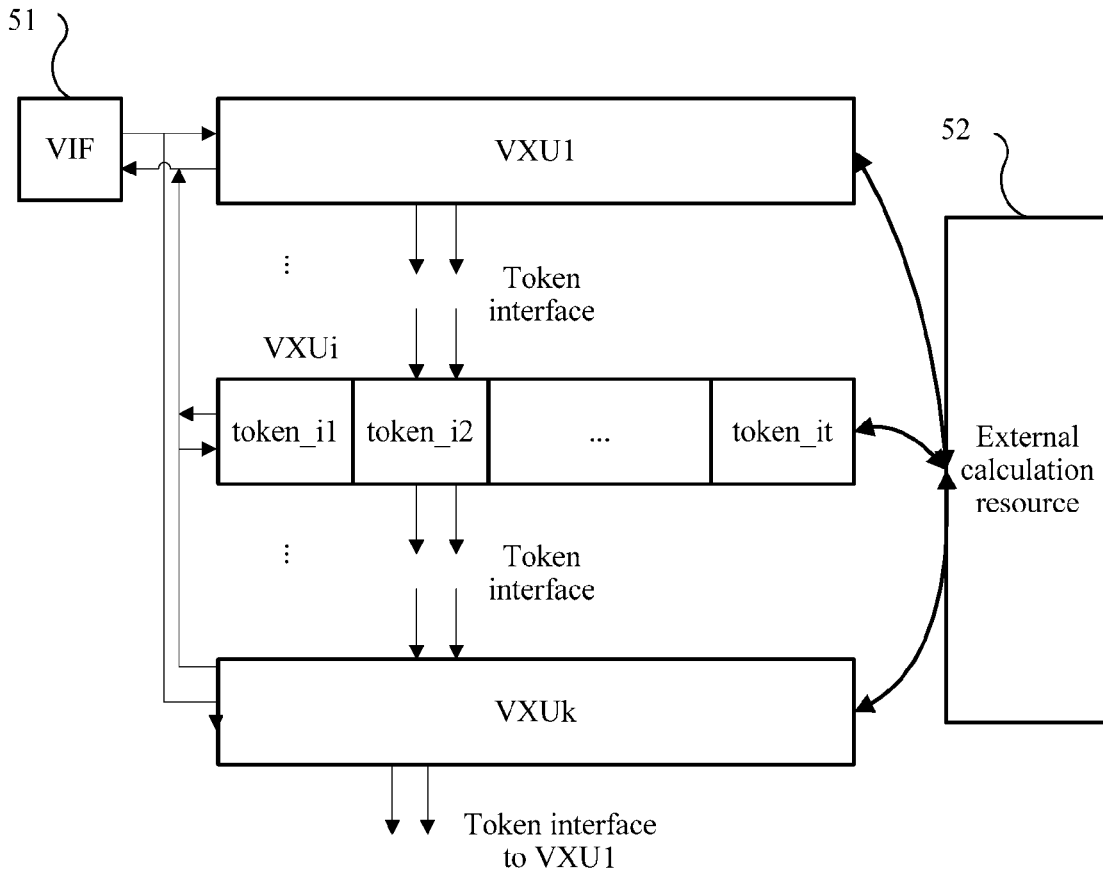 51
VIF
VXU1
52
⋮
Token
interface
VXUi
token_i1
token_i2
...
token_it
External
calculation
resource
⋮
Token
interface
VXUk
Token interface
to VXU1